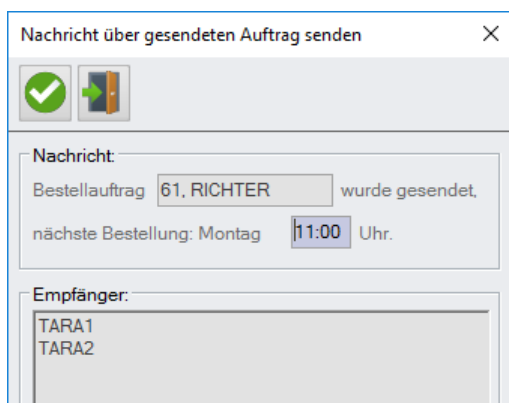 Nachricht über gesendeten Auftrag senden
Nachricht:
Bestellauftrag 61, RICHTER wurde gesendet,
nächste Bestellung: Montag 11:00 Uhr.
Empfänger:
TARA1
TARA2